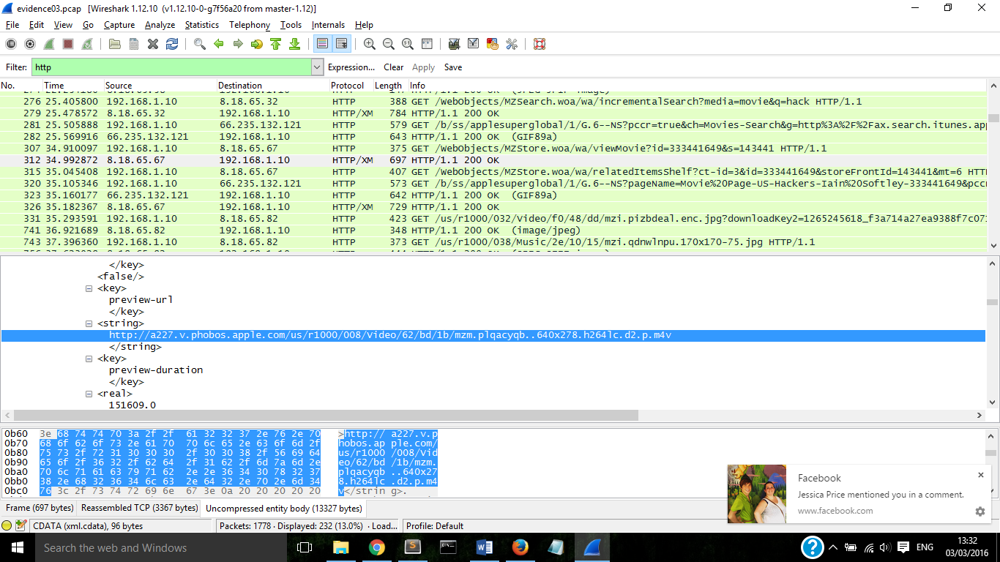 evidence03.pcap [Wireshark 1.12.10 (v1.12.10-0-g7f56a20 from master-1.12)]
File Edit View Go Capture Analyze Statistics Telephony Tools Internals Help
Filter: http Expression... Clear Apply Save
No. Time Source Destination Protocol Length Info
276 25.405800 192.168.1.10 8.18.65.32 HTTP 388 GET /WebObjects/MZSearch.woa/wa/incrementalSearch?media=movie&q=hack HTTP/1.1
279 25.478572 8.18.65.32 192.168.1.10 HTTP/XM 784 HTTP/1.1 200 OK
281 25.505888 192.168.1.10 66.235.132.121 HTTP 579 GET /b/ss/applesuperglobal/1/G.6--NS?pccr=true&ch=Movies-Search&g=http%3A%2F%2Fax.search.itunes.ap
282 25.569916 66.235.132.121 192.168.1.10 HTTP 643 HTTP/1.1 200 OK (GIF89a)
307 34.910097 192.168.1.10 8.18.65.67 HTTP 375 GET /WebObjects/MZStore.woa/wa/viewMovie?id=333441649&s=143441 HTTP/1.1
312 34.992872 8.18.65.67 192.168.1.10 HTTP/XM 697 HTTP/1.1 200 OK
315 35.045408 192.168.1.10 8.18.65.67 HTTP 407 GET /WebObjects/MZStore.woa/wa/relatedItemsShelf?ct-id=3&id=333441649&storeFrontId=143441&mt=6 HTT
320 35.105346 192.168.1.10 66.235.132.121 HTTP 573 GET /b/ss/applesuperglobal/1/G.6--NS?pageName=Movie%20Page-US-Hackers-Iain%20Softley-333441649&pcc
323 35.160177 66.235.132.121 192.168.1.10 HTTP 642 HTTP/1.1 200 OK (GIF89a)
326 35.182367 8.18.65.67 192.168.1.10 HTTP/XM 729 HTTP/1.1 200 OK
331 35.293591 192.168.1.10 8.18.65.82 HTTP 423 GET /us/r1000/032/Video/f0/48/dd/mzi.pizbdeal.enc.jpg?downloadKey2=1265245618_f3a714a27ea9388f7c07
741 36.921689 8.18.65.82 192.168.1.10 HTTP 348 HTTP/1.1 200 OK (image/jpeg)
743 37.396360 192.168.1.10 8.18.65.82 HTTP 373 GET /us/r1000/038/Music/2e/10/15/mzi.qdnwlnpu.170x170-75.jpg HTTP/1.1
</key>
<false/>
<key>
preview-url
</key>
<string>
http://a227.v.phobos.apple.com/us/r1000/008/Video/62/bd/1b/mzm.plqacyqb..640x278.h264lc.d2.p.m4v
</string>
<key>
preview-duration
</key>
<real>
151609.0
0b60 3e 68 74 74 70 3a 2f 2f 61 32 32 37 2e 76 2e 70 >http:// a227.v.p
0b70 68 6f 62 6f 73 2e 61 70 70 6c 65 2e 63 6f 6d 2f hobos.ap ple.com/
0b80 75 73 2f 72 31 30 30 30 2f 30 30 38 2f 56 69 64 us/r1000 /008/Vid
0b90 65 6f 2f 36 32 2f 62 64 2f 31 62 2f 6d 7a 6d 2e eo/62/bd /1b/mzm.
0ba0 70 6c 71 61 63 79 71 62 2e 2e 36 34 30 78 32 37 plqacyqb ..640x27
0bb0 38 2e 68 32 36 34 6c 63 2e 64 32 2e 70 2e 6d 34 8.h264lc .d2.p.m4
0bc0 76 3c 2f 73 74 72 69 6e 67 3e 0a 20 20 20 20 20 v</strin g>.
Facebook
Jessica Price mentioned you in a comment.
www.facebook.com
Frame (697 bytes) Reassembled TCP (3367 bytes) Uncompressed entity body (13327 bytes)
CDATA (xml.cdata), 96 bytes Packets: 1778 · Displayed: 232 (13.0%) · Load... Profile: Default
Search the web and Windows
ENG
13:32
03/03/2016